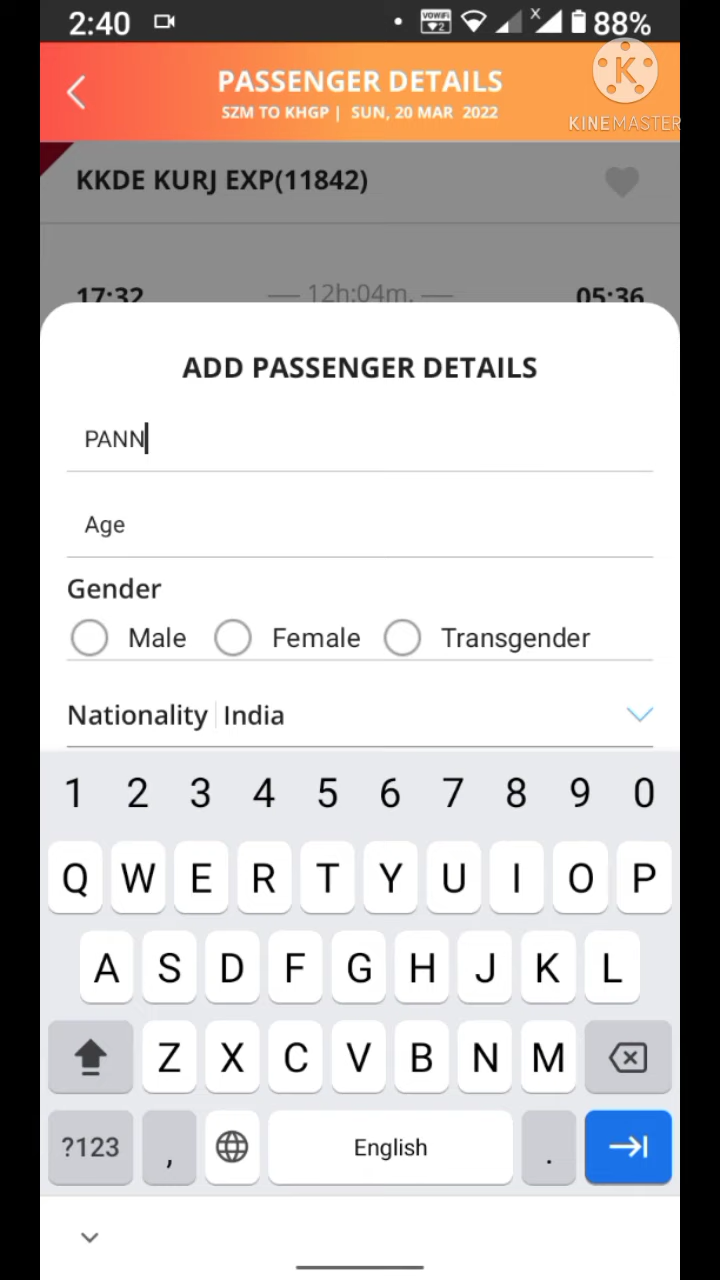 2:40
VOWIFI 2 X 88%
PASSENGER DETAILS
SZM TO KHGP | SUN, 20 MAR 2022
K
KINEMASTER
KKDE KURJ EXP(11842)
17:32 — 12h:04m. — 05:36
ADD PASSENGER DETAILS
PANN
Age
Gender
Male Female Transgender
Nationality India
1 2 3 4 5 6 7 8 9 0
Q W E R T Y U I O P
A S D F G H J K L
Z X C V B N M
?123 , English .